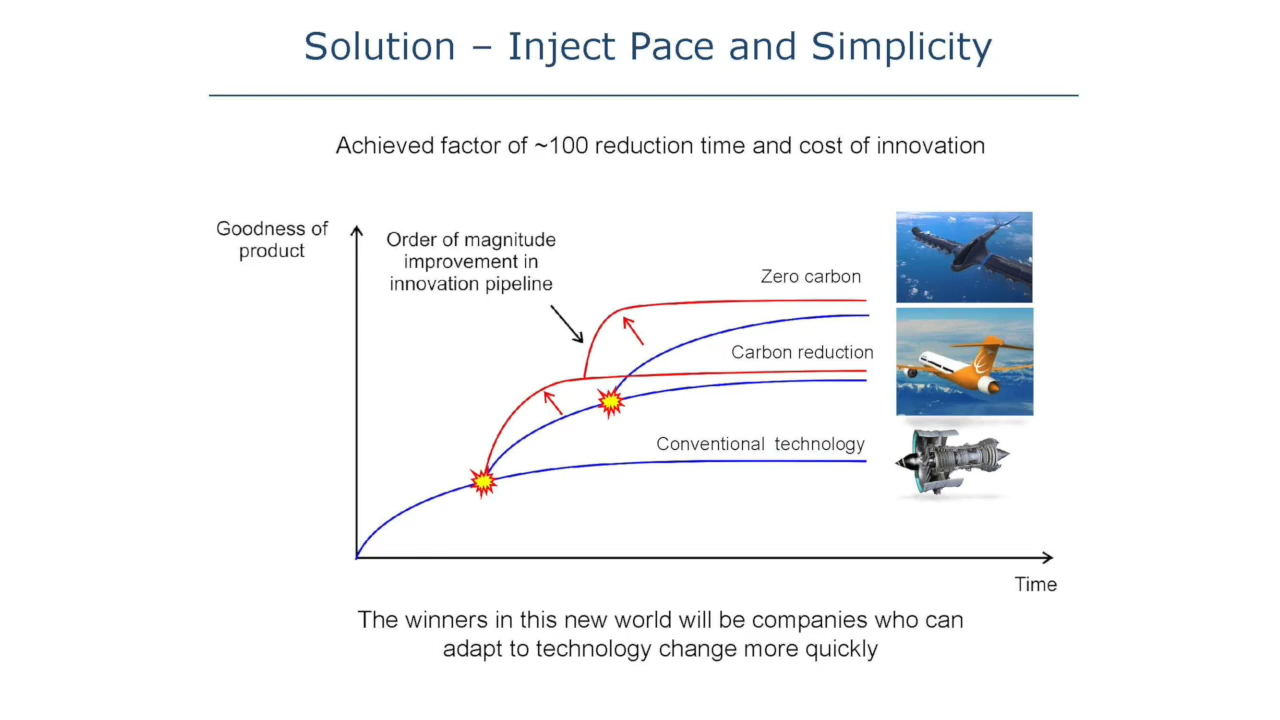 Solution – Inject Pace and Simplicity
Achieved factor of ~100 reduction time and cost of innovation
Goodness of
product
Order of magnitude
improvement in
innovation pipeline
Zero carbon
Carbon reduction
Conventional technology
Time
The winners in this new world will be companies who can
adapt to technology change more quickly